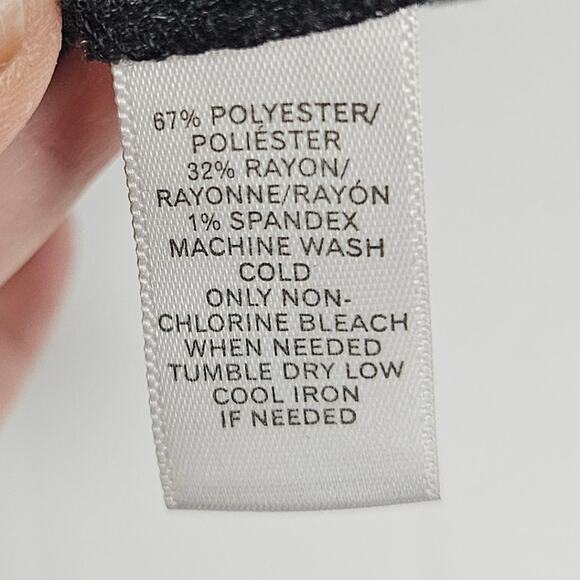 67% POLYESTER/
POLIÉSTER
32% RAYON/
RAYONNE/RAYÓN
1% SPANDEX
MACHINE WASH
COLD
ONLY NON-
CHLORINE BLEACH
WHEN NEEDED
TUMBLE DRY LOW
COOL IRON
IF NEEDED